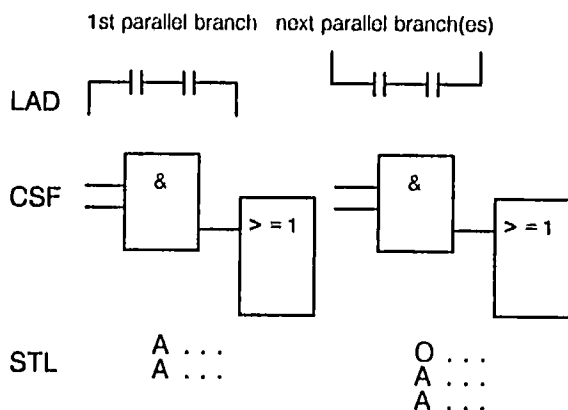 1st parallel branch next parallel branch(es)
LAD
CSF
& &
> = 1 > = 1
STL
A . . . O . . .
A . . . A . . .
A . . .